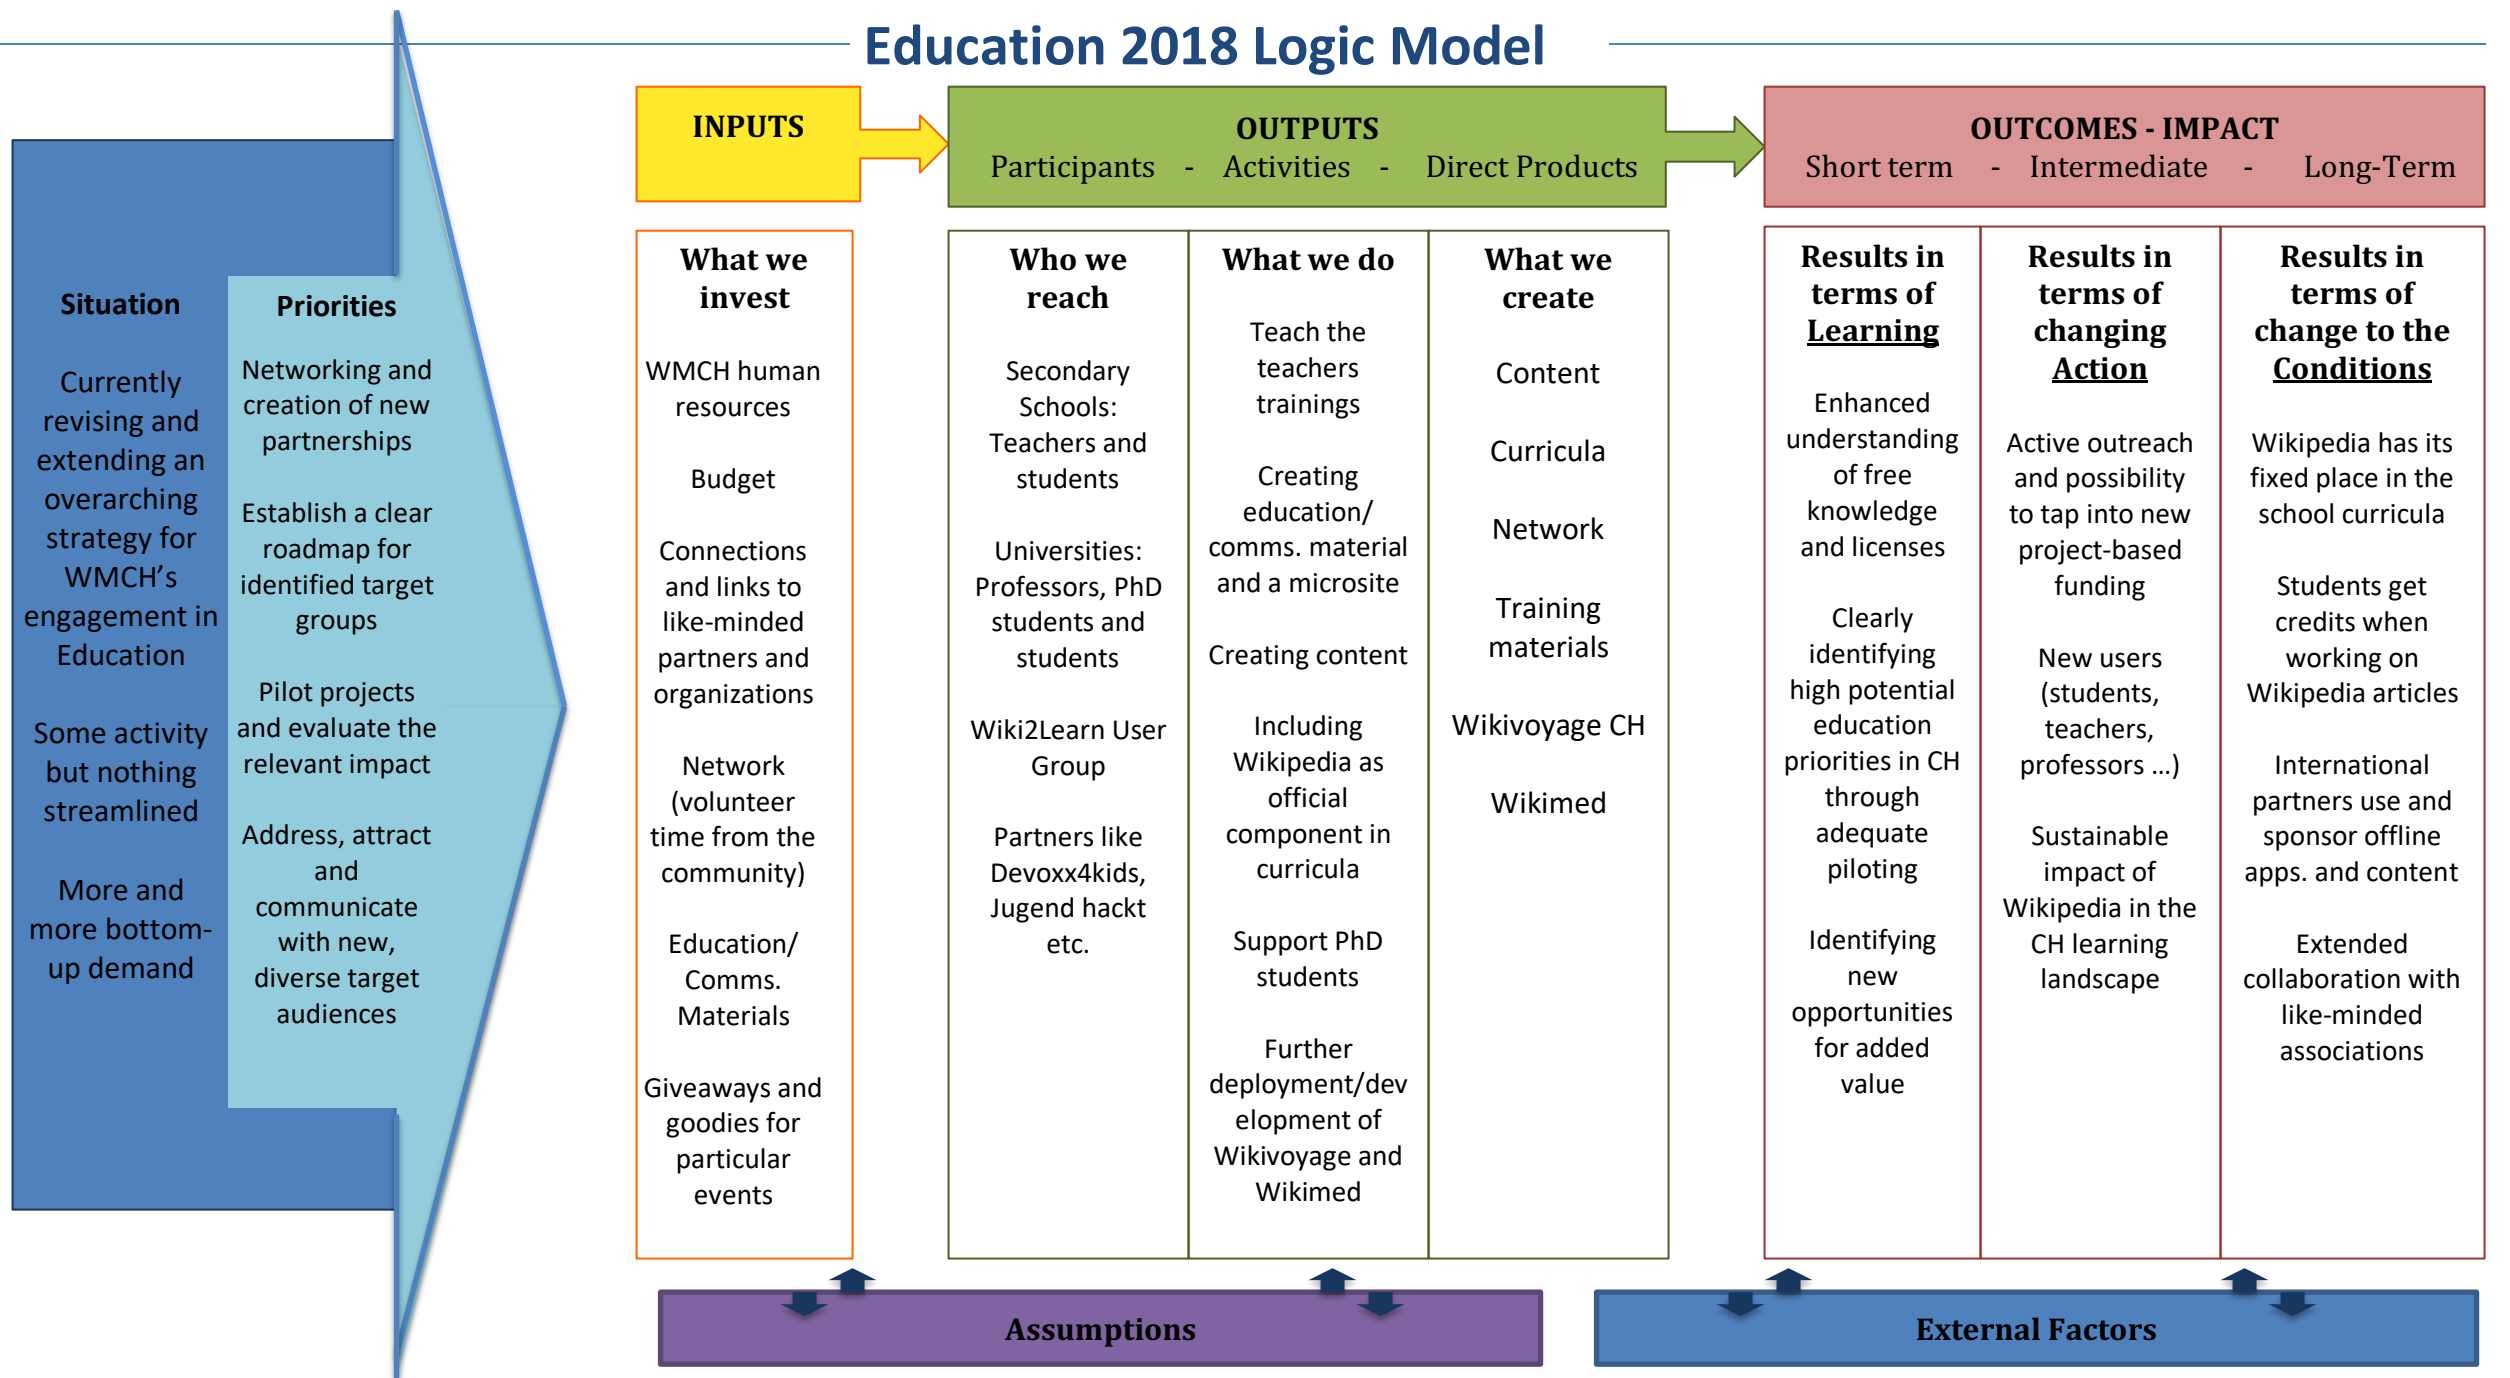 Education 2018 Logic Model
Situation
Currently
revising and
extending an
overarching
strategy for
WMCH’s
engagement in
Education
Some activity
but nothing
streamlined
More and
more bottom-
up demand
Priorities
Networking and
creation of new
partnerships
Establish a clear
roadmap for
identified target
groups
Pilot projects
and evaluate the
relevant impact
Address, attract
and
communicate
with new,
diverse target
audiences
INPUTS
What we
invest
WMCH human
resources
Budget
Connections
and links to
like-minded
partners and
organizations
Network
(volunteer
time from the
community)
Education/
Comms.
Materials
Giveaways and
goodies for
particular
events
OUTPUTS
Participants - Activities - Direct Products
Who we
reach
Secondary
Schools:
Teachers and
students
Universities:
Professors, PhD
students and
students
Wiki2Learn User
Group
Partners like
Devoxx4kids,
Jugend hackt
etc.
What we do
Teach the
teachers
trainings
Creating
education/
comms. material
and a microsite
Creating content
Including
Wikipedia as
official
component in
curricula
Support PhD
students
Further
deployment/dev
elopment of
Wikivoyage and
Wikimed
What we
create
Content
Curricula
Network
Training
materials
Wikivoyage CH
Wikimed
OUTCOMES - IMPACT
Short term - Intermediate - Long-Term
Results in
terms of
Learning
Enhanced
understanding
of free
knowledge
and licenses
Clearly
identifying
high potential
education
priorities in CH
through
adequate
piloting
Identifying
new
opportunities
for added
value
Results in
terms of
changing
Action
Active outreach
and possibility
to tap into new
project-based
funding
New users
(students,
teachers,
professors …)
Sustainable
impact of
Wikipedia in the
CH learning
landscape
Results in
terms of
change to the
Conditions
Wikipedia has its
fixed place in the
school curricula
Students get
credits when
working on
Wikipedia articles
International
partners use and
sponsor offline
apps. and content
Extended
collaboration with
like-minded
associations
Assumptions
External Factors